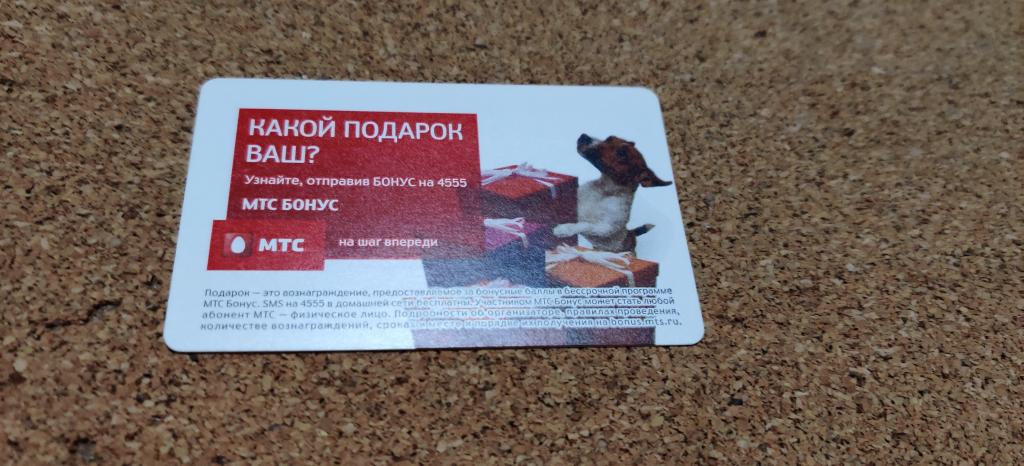 КАКОЙ ПОДАРОК
ВАШ?
Узнайте, отправив БОНУС на 4555
МТС БОНУС
МТС
на шаг впереди
Подарок — это вознаграждение, предоставляемое за бонусные баллы в бессрочной программе
МТС Бонус. SMS на 4555 в домашней сети бесплатны. Участником МТС Бонус может стать любой
абонент МТС — физическое лицо. Подробности об организаторе, правилах проведения,
количестве вознаграждений, сроках, месте и порядке их получения на bonus.mts.ru.